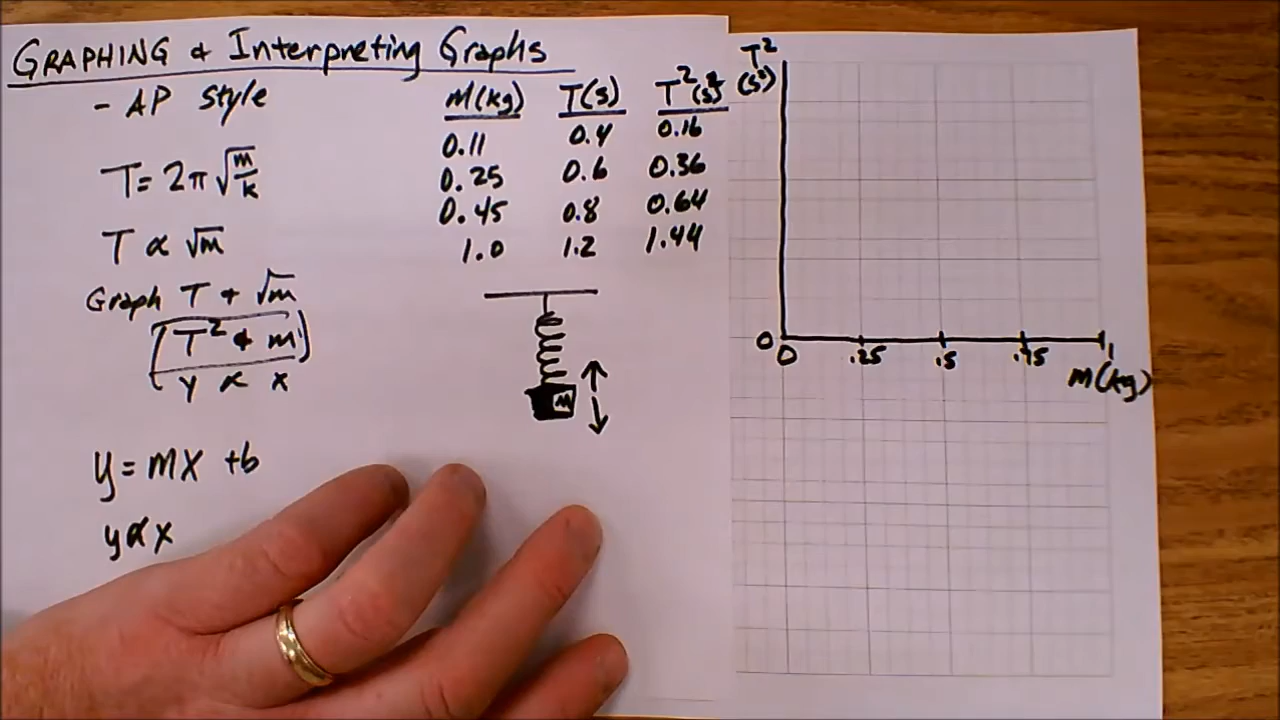 GRAPHING & Interpreting Graphs
- AP style
T = 2π √m/k
T ∝ √m
Graph T & √m
T² & m
y ∝ x
y = mx + b
y ∝ x
M(kg) T(s) T²(s²)
0.11 0.4 0.16
0.25 0.6 0.36
0.45 0.8 0.64
1.0 1.2 1.44
M
T²
(s²)
0
0 .25 .5 .75 1
M(kg)